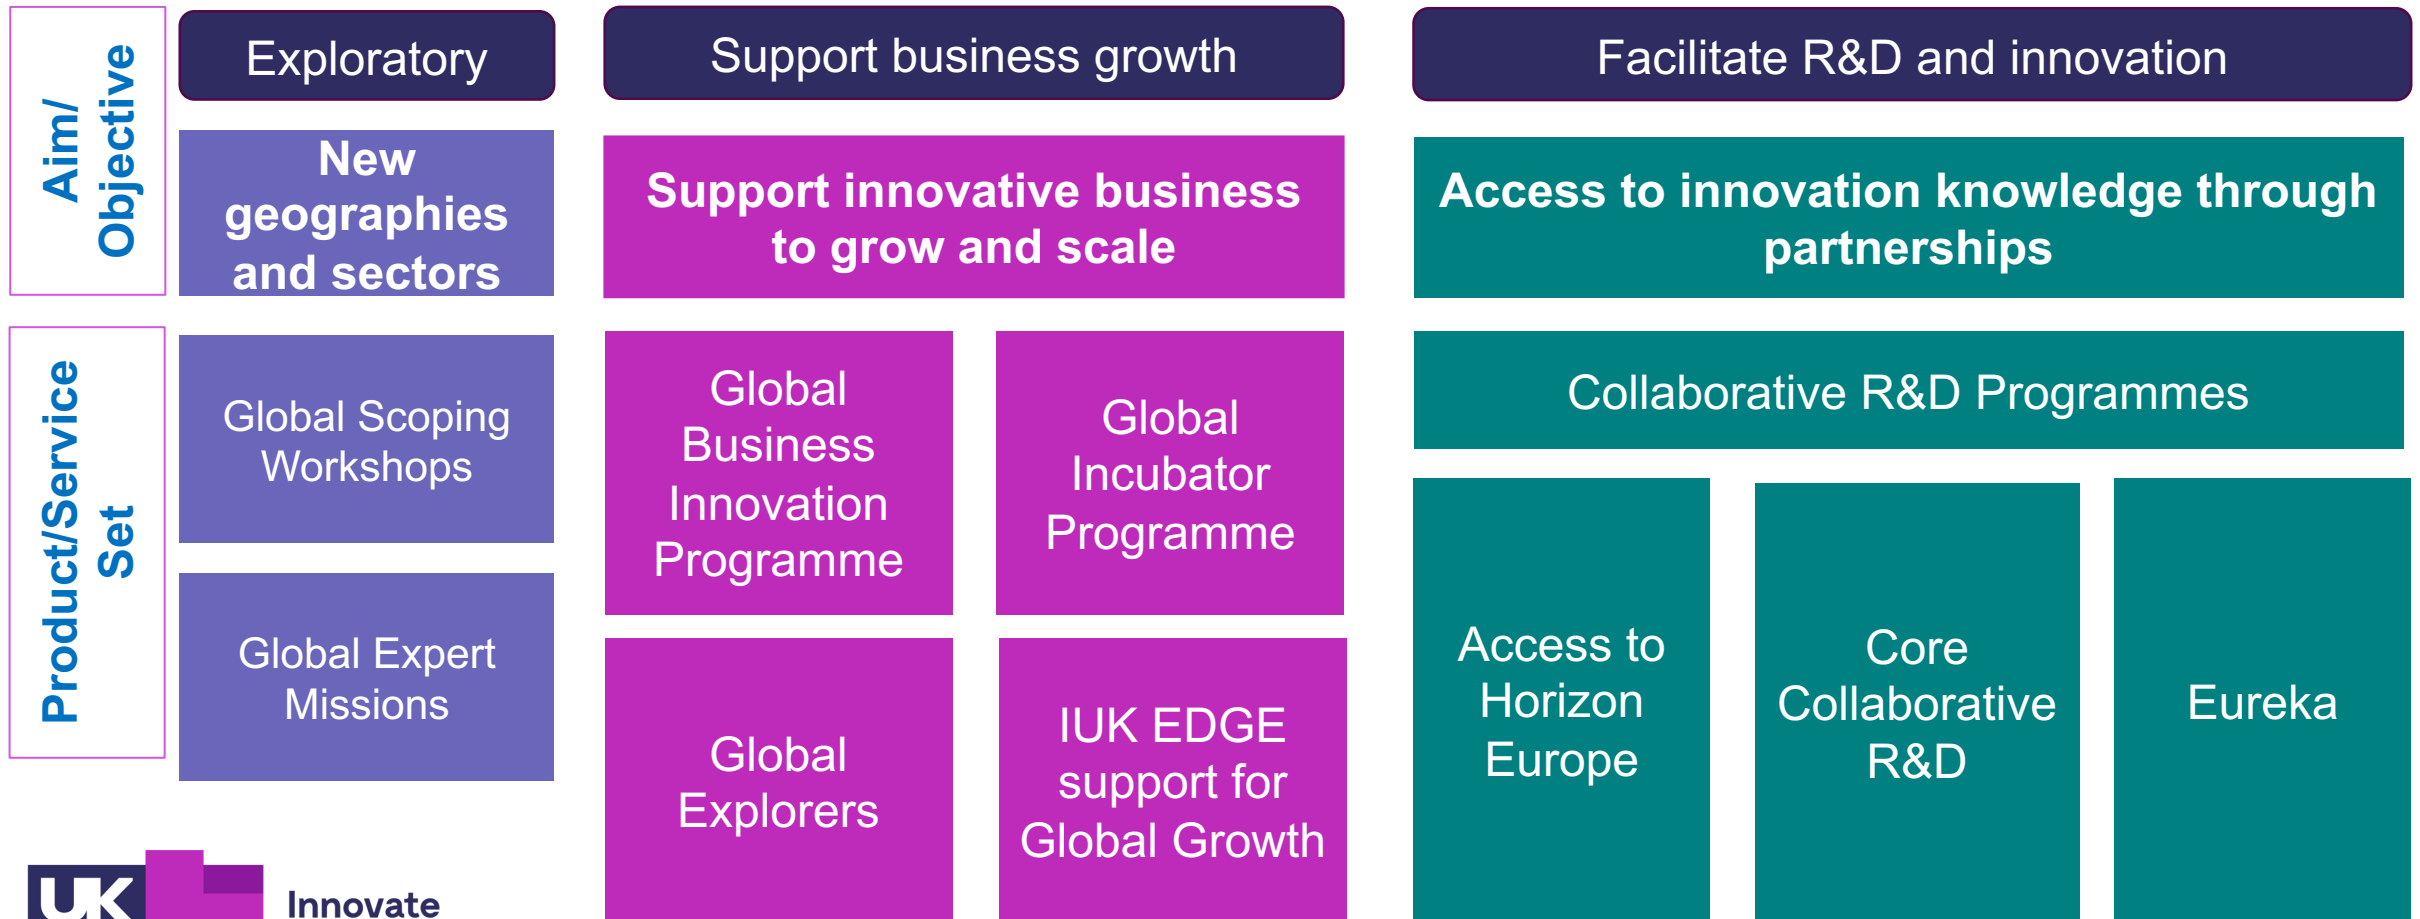 Aim/
Objective
Exploratory
Support business growth
Facilitate R&D and innovation
New
geographies
and sectors
Support innovative business
to grow and scale
Access to innovation knowledge through
partnerships
Product/Service
Set
Global Scoping
Workshops
Global Expert
Missions
Global
Business
Innovation
Programme
Global
Incubator
Programme
Global
Explorers
IUK EDGE
support for
Global Growth
Collaborative R&D Programmes
Access to
Horizon
Europe
Core
Collaborative
R&D
Eureka
UK
Innovate